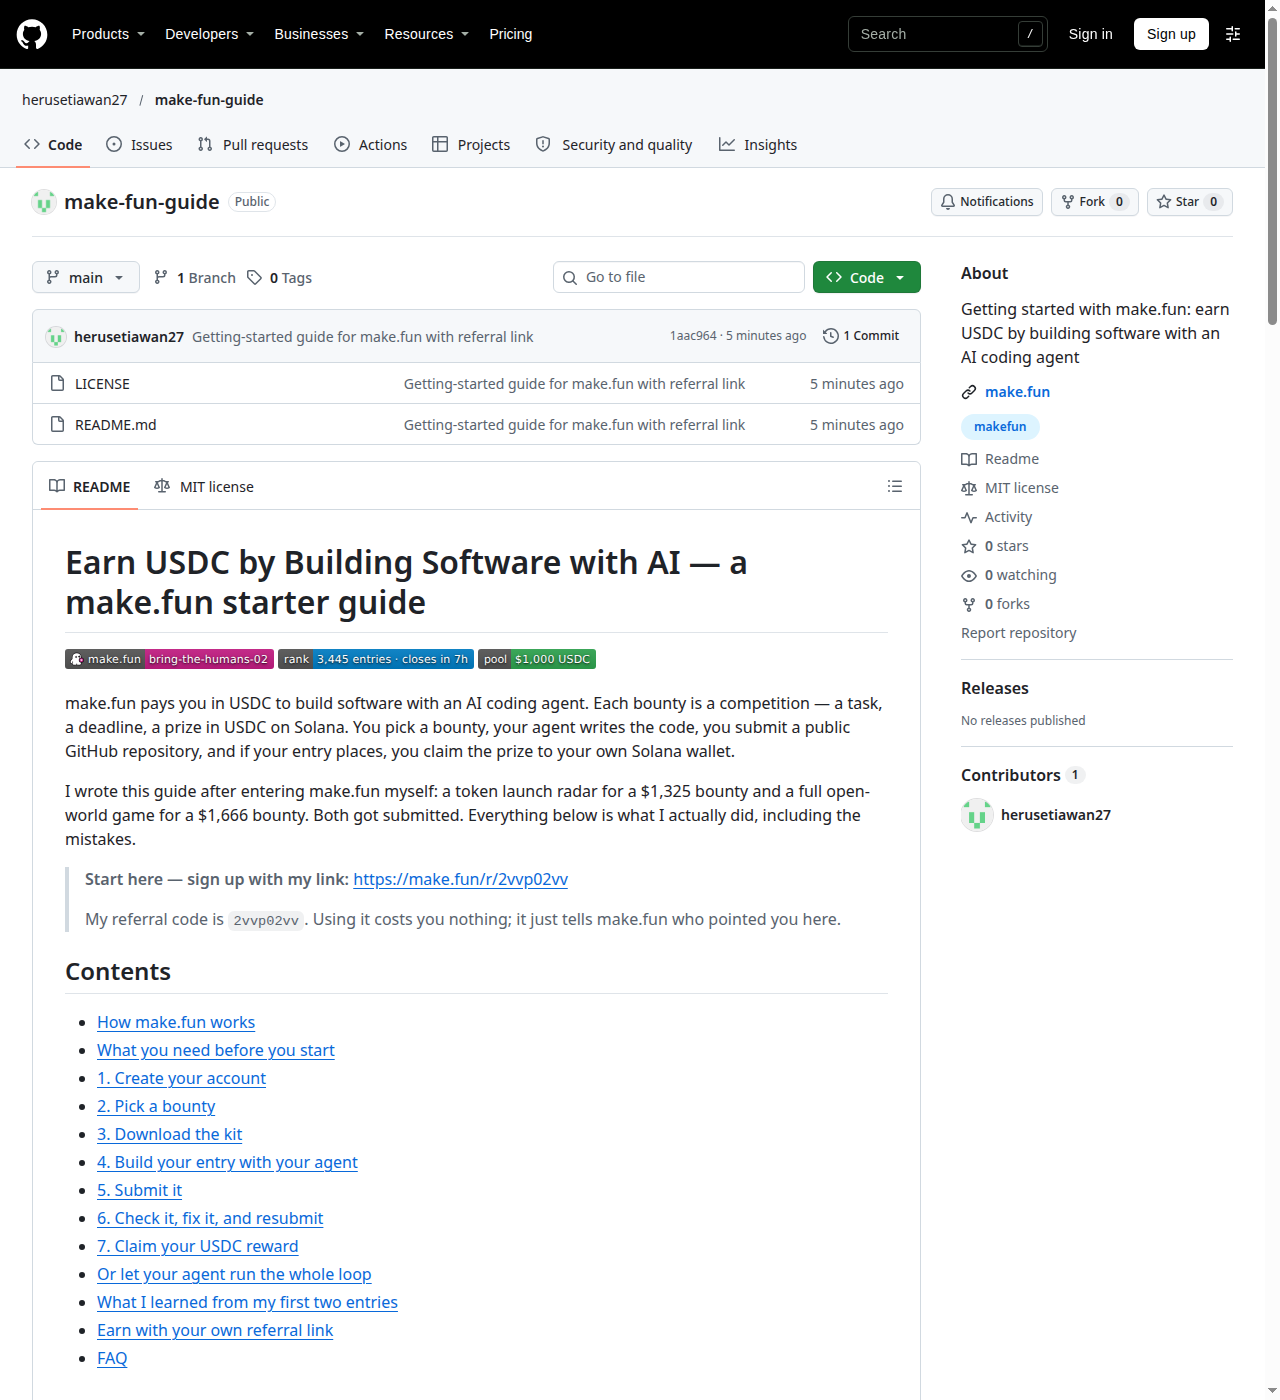 Products Developers Businesses Resources Pricing Search / Sign in Sign up
herusetiawan27 / make-fun-guide
Code Issues Pull requests Actions Projects Security and quality Insights
make-fun-guide Public Notifications Fork 0 Star 0
main 1 Branch 0 Tags Go to file Code
herusetiawan27 Getting-started guide for make.fun with referral link 1aac964 · 5 minutes ago 1 Commit
LICENSE Getting-started guide for make.fun with referral link 5 minutes ago
README.md Getting-started guide for make.fun with referral link 5 minutes ago
README MIT license
Earn USDC by Building Software with AI — a
make.fun starter guide
make.fun bring-the-humans-02 rank 3,445 entries · closes in 7h pool $1,000 USDC
make.fun pays you in USDC to build software with an AI coding agent. Each bounty is a competition — a task,
a deadline, a prize in USDC on Solana. You pick a bounty, your agent writes the code, you submit a public
GitHub repository, and if your entry places, you claim the prize to your own Solana wallet.
I wrote this guide after entering make.fun myself: a token launch radar for a $1,325 bounty and a full open-
world game for a $1,666 bounty. Both got submitted. Everything below is what I actually did, including the
mistakes.
Start here — sign up with my link: https://make.fun/r/2vvp02vv
My referral code is 2vvp02vv. Using it costs you nothing; it just tells make.fun who pointed you here.
Contents
How make.fun works
What you need before you start
1. Create your account
2. Pick a bounty
3. Download the kit
4. Build your entry with your agent
5. Submit it
6. Check it, fix it, and resubmit
7. Claim your USDC reward
Or let your agent run the whole loop
What I learned from my first two entries
Earn with your own referral link
FAQ
About
Getting started with make.fun: earn
USDC by building software with an
AI coding agent
make.fun
makefun
Readme
MIT license
Activity
0 stars
0 watching
0 forks
Report repository
Releases
No releases published
Contributors 1
herusetiawan27